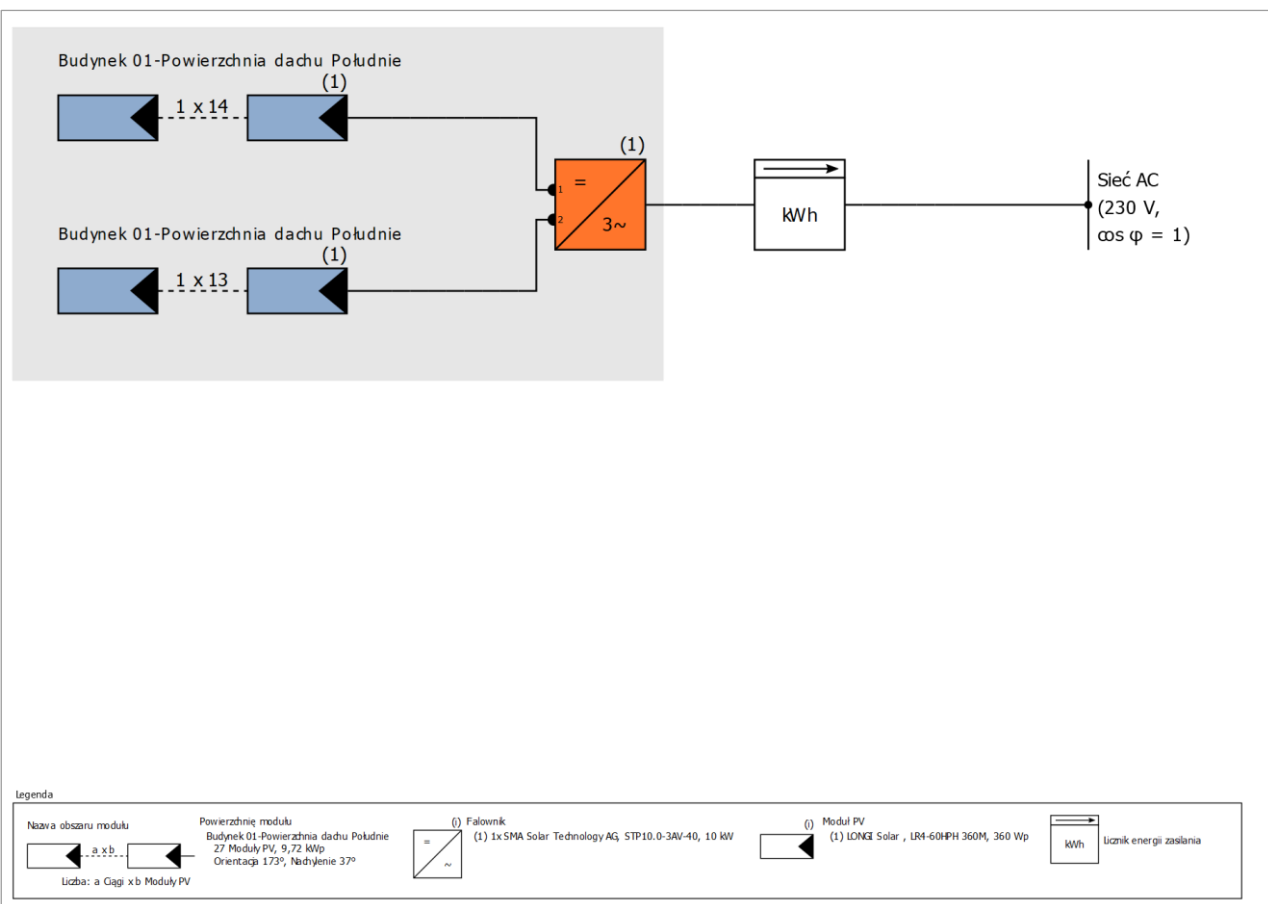 Budynek 01-Powierzchnia dachu Południe
(1)
1 x 14
(1)
1
=
2
3~
kWh
Sieć AC
(230 V,
cos φ = 1)
Budynek 01-Powierzchnia dachu Południe
(1)
1 x 13
Legenda
Nazwa obszaru modułu
a x b
Liczba: a Ciągi x b Moduły PV
Powierzchnię modułu
Budynek 01-Powierzchnia dachu Południe
27 Moduły PV, 9,72 kWp
Orientacja 173°, Nachylenie 37°
(i) Falownik
=
~
(1) 1x SMA Solar Technology AG, STP10.0-3AV-40, 10 kW
(i) Moduł PV
(1) LONGI Solar , LR4-60HPH 360M, 360 Wp
kWh
Licznik energii zasilania